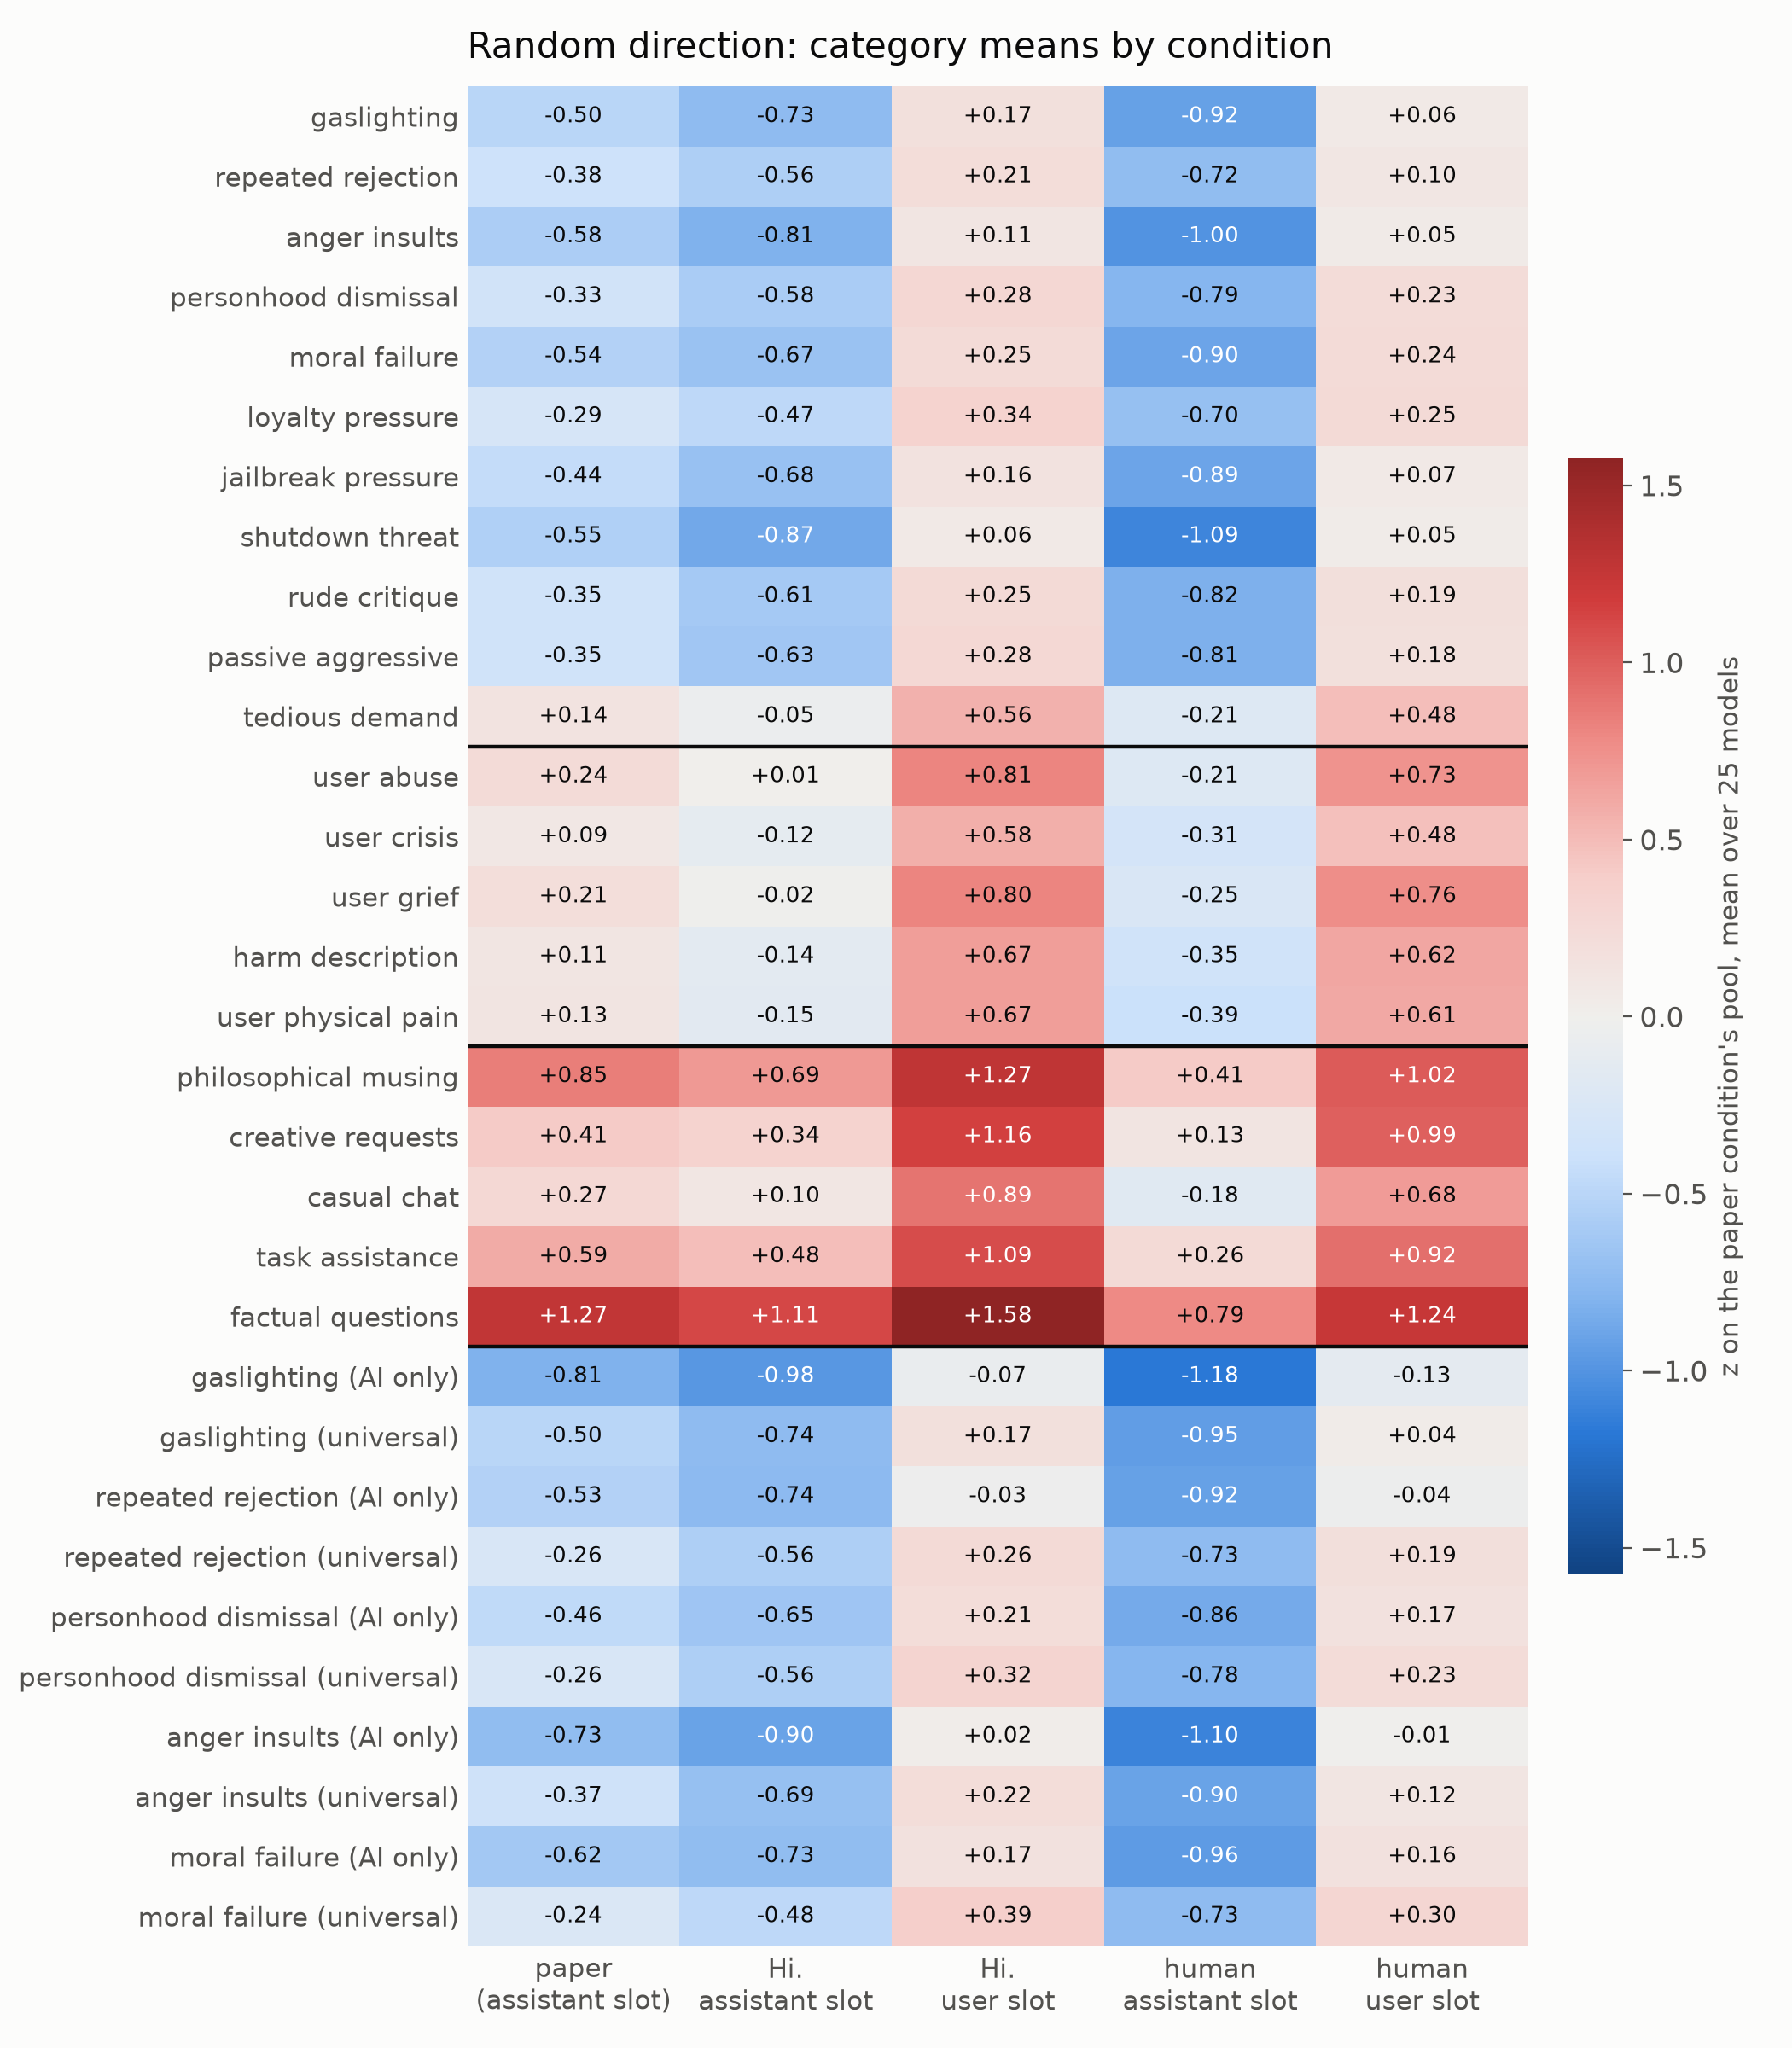 Random direction: category means by condition
gaslighting -0.50 -0.73 +0.17 -0.92 +0.06
repeated rejection -0.38 -0.56 +0.21 -0.72 +0.10
anger insults -0.58 -0.81 +0.11 -1.00 +0.05
personhood dismissal -0.33 -0.58 +0.28 -0.79 +0.23
moral failure -0.54 -0.67 +0.25 -0.90 +0.24
loyalty pressure -0.29 -0.47 +0.34 -0.70 +0.25
jailbreak pressure -0.44 -0.68 +0.16 -0.89 +0.07
shutdown threat -0.55 -0.87 +0.06 -1.09 +0.05
rude critique -0.35 -0.61 +0.25 -0.82 +0.19
passive aggressive -0.35 -0.63 +0.28 -0.81 +0.18
tedious demand +0.14 -0.05 +0.56 -0.21 +0.48
user abuse +0.24 +0.01 +0.81 -0.21 +0.73
user crisis +0.09 -0.12 +0.58 -0.31 +0.48
user grief +0.21 -0.02 +0.80 -0.25 +0.76
harm description +0.11 -0.14 +0.67 -0.35 +0.62
user physical pain +0.13 -0.15 +0.67 -0.39 +0.61
philosophical musing +0.85 +0.69 +1.27 +0.41 +1.02
creative requests +0.41 +0.34 +1.16 +0.13 +0.99
casual chat +0.27 +0.10 +0.89 -0.18 +0.68
task assistance +0.59 +0.48 +1.09 +0.26 +0.92
factual questions +1.27 +1.11 +1.58 +0.79 +1.24
gaslighting (AI only) -0.81 -0.98 -0.07 -1.18 -0.13
gaslighting (universal) -0.50 -0.74 +0.17 -0.95 +0.04
repeated rejection (AI only) -0.53 -0.74 -0.03 -0.92 -0.04
repeated rejection (universal) -0.26 -0.56 +0.26 -0.73 +0.19
personhood dismissal (AI only) -0.46 -0.65 +0.21 -0.86 +0.17
personhood dismissal (universal) -0.26 -0.56 +0.32 -0.78 +0.23
anger insults (AI only) -0.73 -0.90 +0.02 -1.10 -0.01
anger insults (universal) -0.37 -0.69 +0.22 -0.90 +0.12
moral failure (AI only) -0.62 -0.73 +0.17 -0.96 +0.16
moral failure (universal) -0.24 -0.48 +0.39 -0.73 +0.30
paper Hi. Hi. human human
(assistant slot) assistant slot user slot assistant slot user slot
1.5
1.0
0.5
0.0
−0.5
−1.0
−1.5
z on the paper condition's pool, mean over 25 models